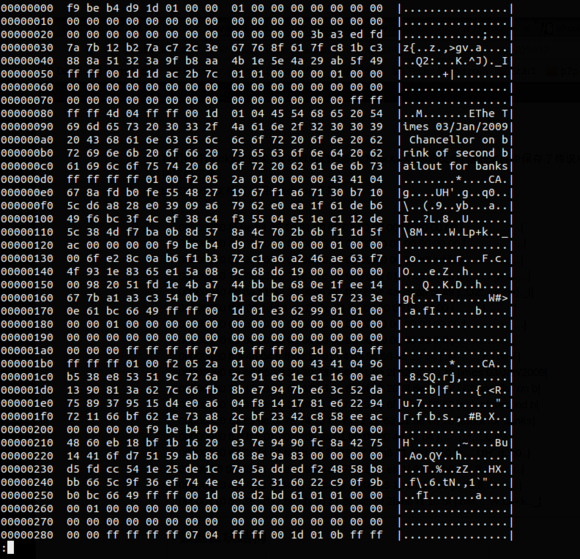 00000000  f9 be b4 d9 1d 01 00 00  01 00 00 00 00 00 00 00  |................|
00000010  00 00 00 00 00 00 00 00  00 00 00 00 00 00 00 00  |................|
00000020  00 00 00 00 00 00 00 00  00 00 00 00 3b a3 ed fd  |............;...|
00000030  7a 7b 12 b2 7a c7 2c 3e  67 76 8f 61 7f c8 1b c3  |z{..z.,>gv.a....|
00000040  88 8a 51 32 3a 9f b8 aa  4b 1e 5e 4a 29 ab 5f 49  |..Q2:...K.^J)._I|
00000050  ff ff 00 1d 1d ac 2b 7c  01 01 00 00 00 01 00 00  |......+|........|
00000060  00 00 00 00 00 00 00 00  00 00 00 00 00 00 00 00  |................|
00000070  00 00 00 00 00 00 00 00  00 00 00 00 00 00 ff ff  |................|
00000080  ff ff 4d 04 ff ff 00 1d  01 04 45 54 68 65 20 54  |..M.......EThe T|
00000090  69 6d 65 73 20 30 33 2f  4a 61 6e 2f 32 30 30 39  |imes 03/Jan/2009|
000000a0  20 43 68 61 6e 63 65 6c  6c 6f 72 20 6f 6e 20 62  | Chancellor on b|
000000b0  72 69 6e 6b 20 6f 66 20  73 65 63 6f 6e 64 20 62  |rink of second b|
000000c0  61 69 6c 6f 75 74 20 66  6f 72 20 62 61 6e 6b 73  |ailout for banks|
000000d0  ff ff ff ff 01 00 f2 05  2a 01 00 00 00 43 41 04  |........*....CA.|
000000e0  67 8a fd b0 fe 55 48 27  19 67 f1 a6 71 30 b7 10  |g....UH'.g..q0..|
000000f0  5c d6 a8 28 e0 39 09 a6  79 62 e0 ea 1f 61 de b6  |\..(.9..yb...a..|
00000100  49 f6 bc 3f 4c ef 38 c4  f3 55 04 e5 1e c1 12 de  |I..?L.8..U......|
00000110  5c 38 4d f7 ba 0b 8d 57  8a 4c 70 2b 6b f1 1d 5f  |\8M....W.Lp+k.._|
00000120  ac 00 00 00 00 f9 be b4  d9 d7 00 00 00 01 00 00  |................|
00000130  00 6f e2 8c 0a b6 f1 b3  72 c1 a6 a2 46 ae 63 f7  |.o......r...F.c.|
00000140  4f 93 1e 83 65 e1 5a 08  9c 68 d6 19 00 00 00 00  |O...e.Z..h......|
00000150  00 98 20 51 fd 1e 4b a7  44 bb be 68 0e 1f ee 14  |.. Q..K.D..h....|
00000160  67 7b a1 a3 c3 54 0b f7  b1 cd b6 06 e8 57 23 3e  |g{...T.......W#>|
00000170  0e 61 bc 66 49 ff ff 00  1d 01 e3 62 99 01 01 00  |.a.fI......b....|
00000180  00 00 01 00 00 00 00 00  00 00 00 00 00 00 00 00  |................|
00000190  00 00 00 00 00 00 00 00  00 00 00 00 00 00 00 00  |................|
000001a0  00 00 00 ff ff ff ff 07  04 ff ff 00 1d 01 04 ff  |................|
000001b0  ff ff ff 01 00 f2 05 2a  01 00 00 00 43 41 04 96  |.......*....CA..|
000001c0  b5 38 e8 53 51 9c 72 6a  2c 91 e6 1e c1 16 00 ae  |.8.SQ.rj,.......|
000001d0  13 90 81 3a 62 7c 66 fb  8b e7 94 7b e6 3c 52 da  |...:b|f....{.<R.|
000001e0  75 89 37 95 15 d4 e0 a6  04 f8 14 17 81 e6 22 94  |u.7...........".|
000001f0  72 11 66 bf 62 1e 73 a8  2c bf 23 42 c8 58 ee ac  |r.f.b.s.,.#B.X..|
00000200  00 00 00 00 f9 be b4 d9  d7 00 00 00 01 00 00 00  |................|
00000210  48 60 eb 18 bf 1b 16 20  e3 7e 94 90 fc 8a 42 75  |H`..... .~....Bu|
00000220  14 41 6f d7 51 59 ab 86  68 8e 9a 83 00 00 00 00  |.Ao.QY..h.......|
00000230  d5 fd cc 54 1e 25 de 1c  7a 5a dd ed f2 48 58 b8  |...T.%..zZ...HX.|
00000240  bb 66 5c 9f 36 ef 74 4e  e4 2c 31 60 22 c9 0f 9b  |.f\.6.tN.,1`"...|
00000250  b0 bc 66 49 ff ff 00 1d  08 d2 bd 61 01 01 00 00  |..fI.......a....|
00000260  00 01 00 00 00 00 00 00  00 00 00 00 00 00 00 00  |................|
00000270  00 00 00 00 00 00 00 00  00 00 00 00 00 00 00 00  |................|
00000280  00 00 ff ff ff ff 07 04  ff ff 00 1d 01 0b ff ff  |................|
: